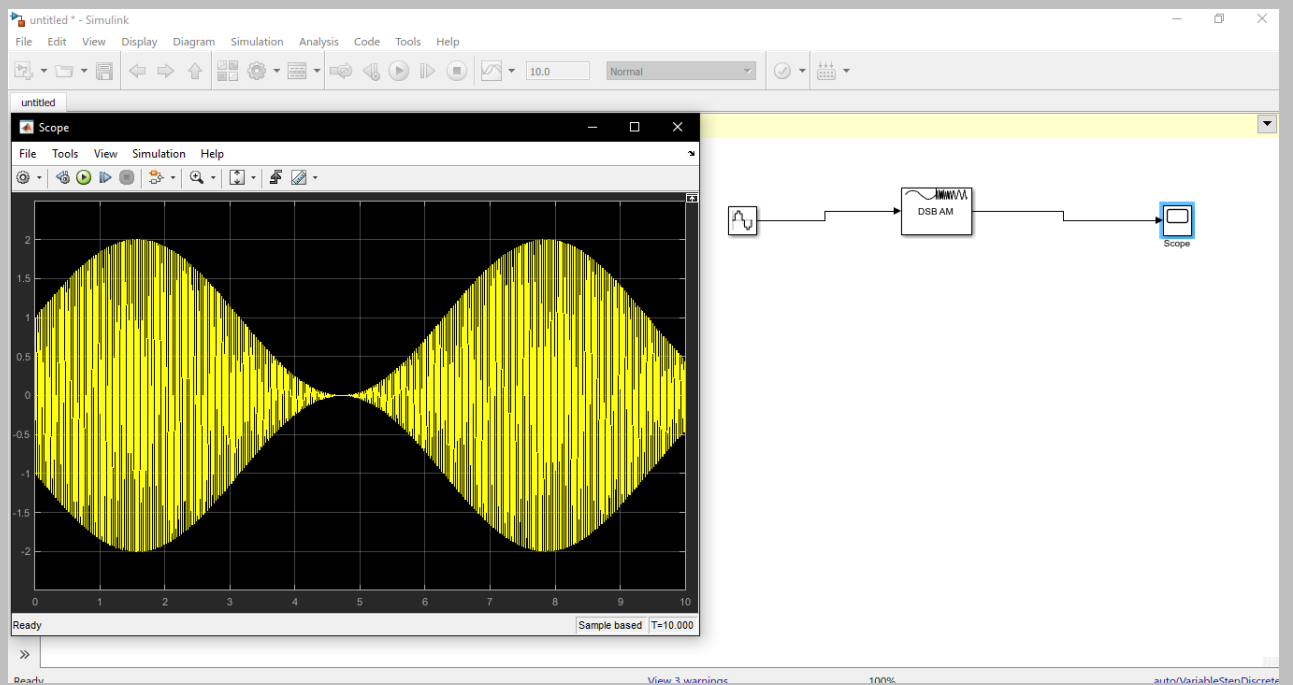 untitled * - Simulink
File Edit View Display Diagram Simulation Analysis Code Tools Help
10.0 Normal
untitled
Scope
File Tools View Simulation Help
DSB AM
Scope
2
1.5
1
0.5
0
-0.5
-1
-1.5
-2
0 1 2 3 4 5 6 7 8 9 10
Ready Sample based T=10.000
Ready View 3 warnings 100% auto(VariableStepDiscrete